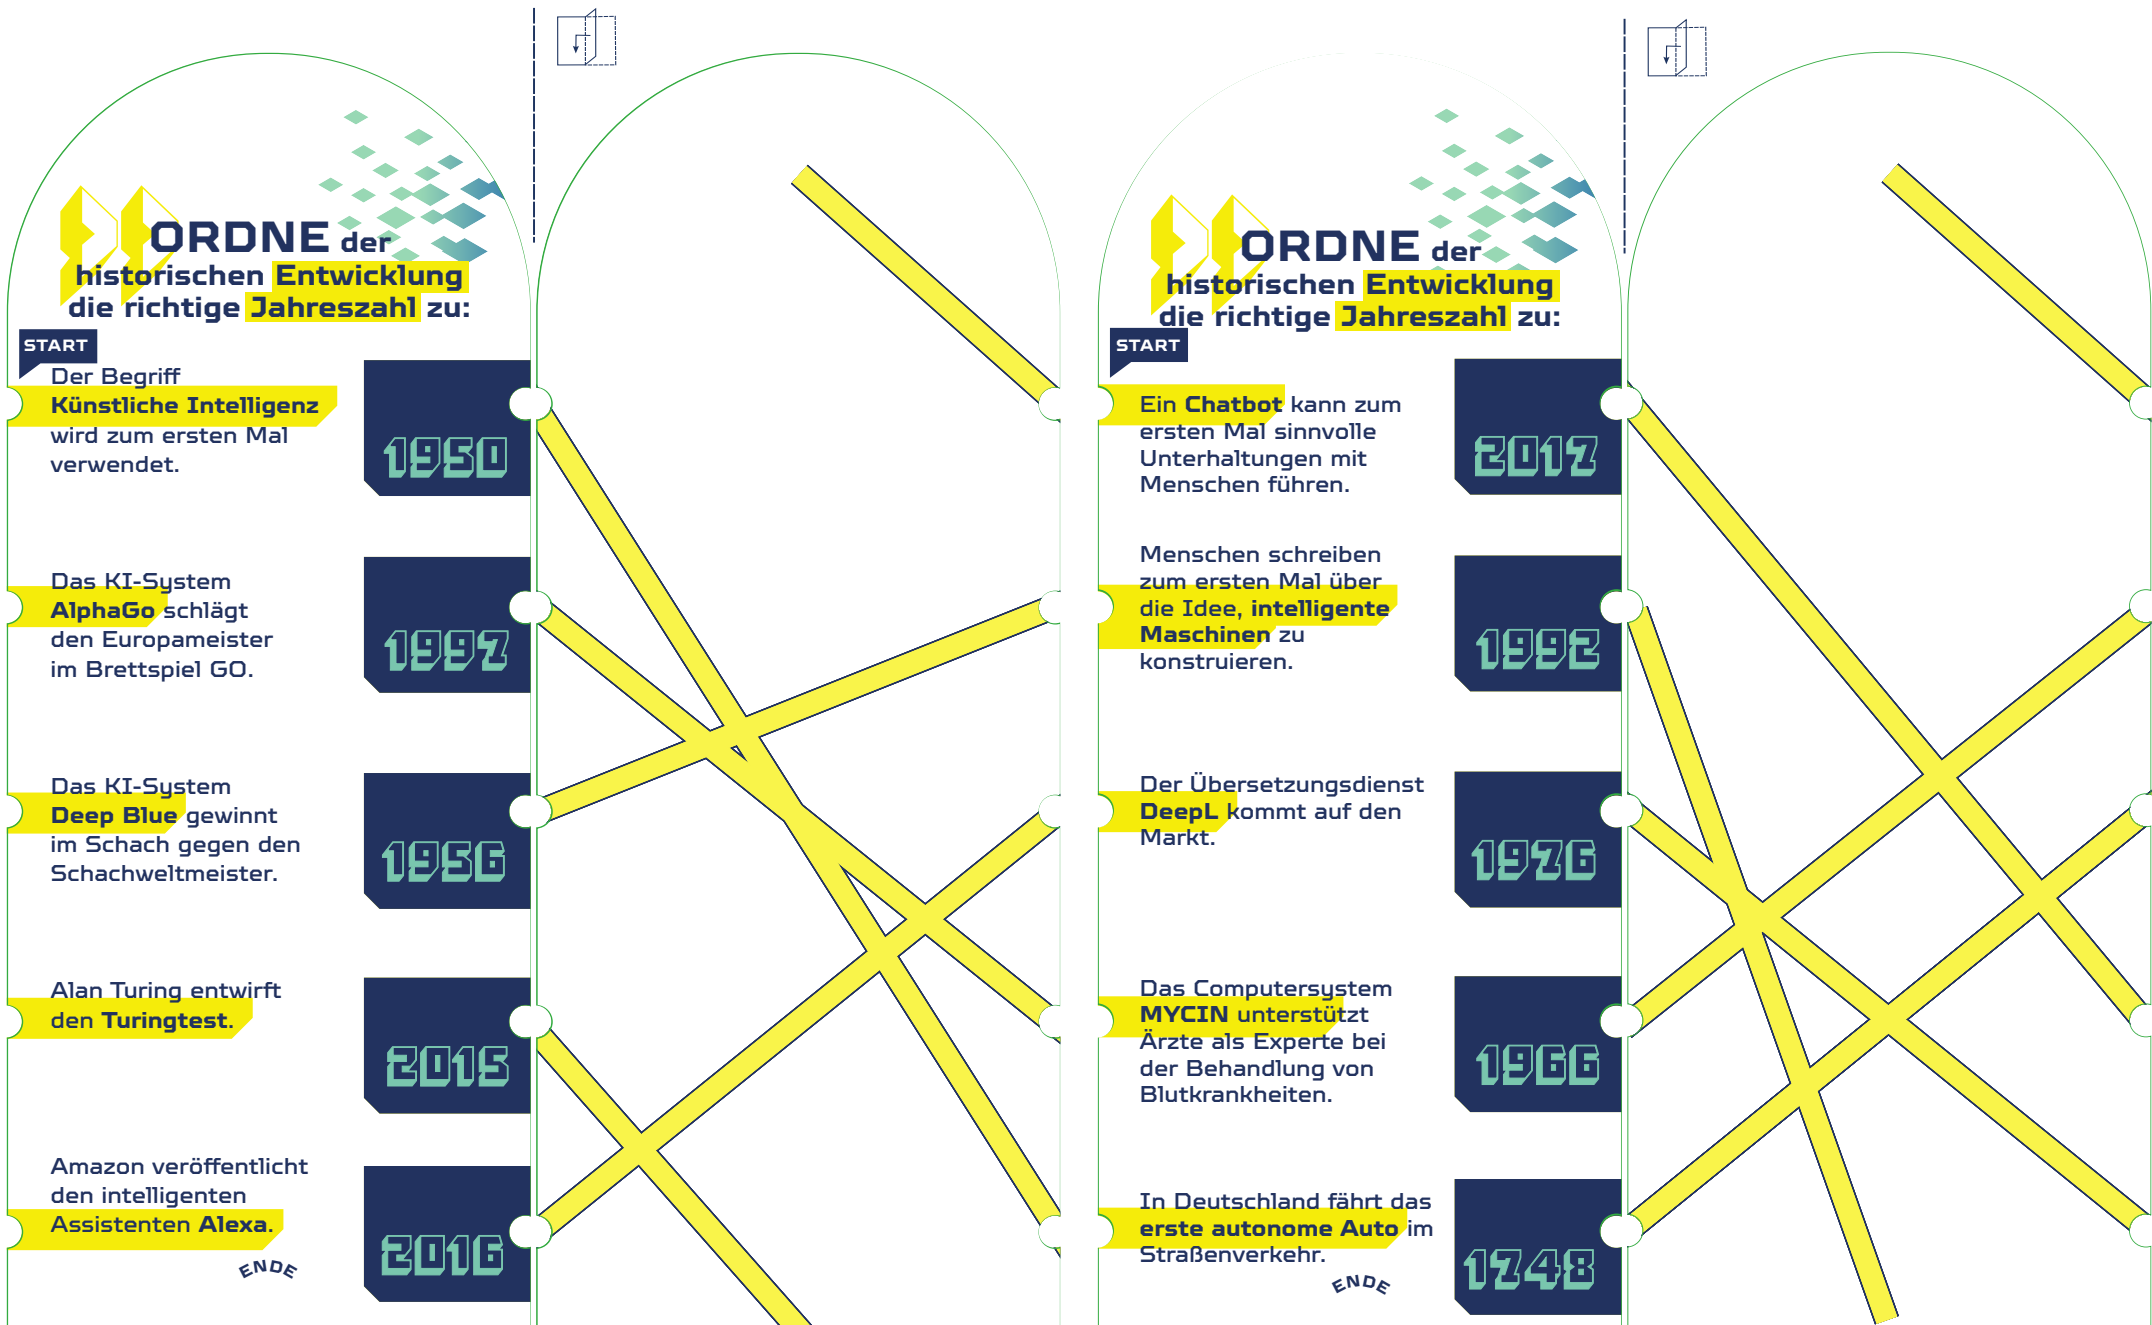 ORDNE der
historischen Entwicklung
die richtige Jahreszahl zu:
START
Der Begriff
Künstliche Intelligenz
wird zum ersten Mal
verwendet.
1950
Das KI-System
AlphaGo schlägt
den Europameister
im Brettspiel GO.
1997
Das KI-System
Deep Blue gewinnt
im Schach gegen den
Schachweltmeister.
1956
Alan Turing entwirft
den Turingtest.
2015
Amazon veröffentlicht
den intelligenten
Assistenten Alexa.
2016
ENDE
ORDNE der
historischen Entwicklung
die richtige Jahreszahl zu:
START
Ein Chatbot kann zum
ersten Mal sinnvolle
Unterhaltungen mit
Menschen führen.
2017
Menschen schreiben
zum ersten Mal über
die Idee, intelligente
Maschinen zu
konstruieren.
1992
Der Übersetzungsdienst
DeepL kommt auf den
Markt.
1976
Das Computersystem
MYCIN unterstützt
Ärzte als Experte bei
der Behandlung von
Blutkrankheiten.
1966
In Deutschland fährt das
erste autonome Auto im
Straßenverkehr.
1748
ENDE